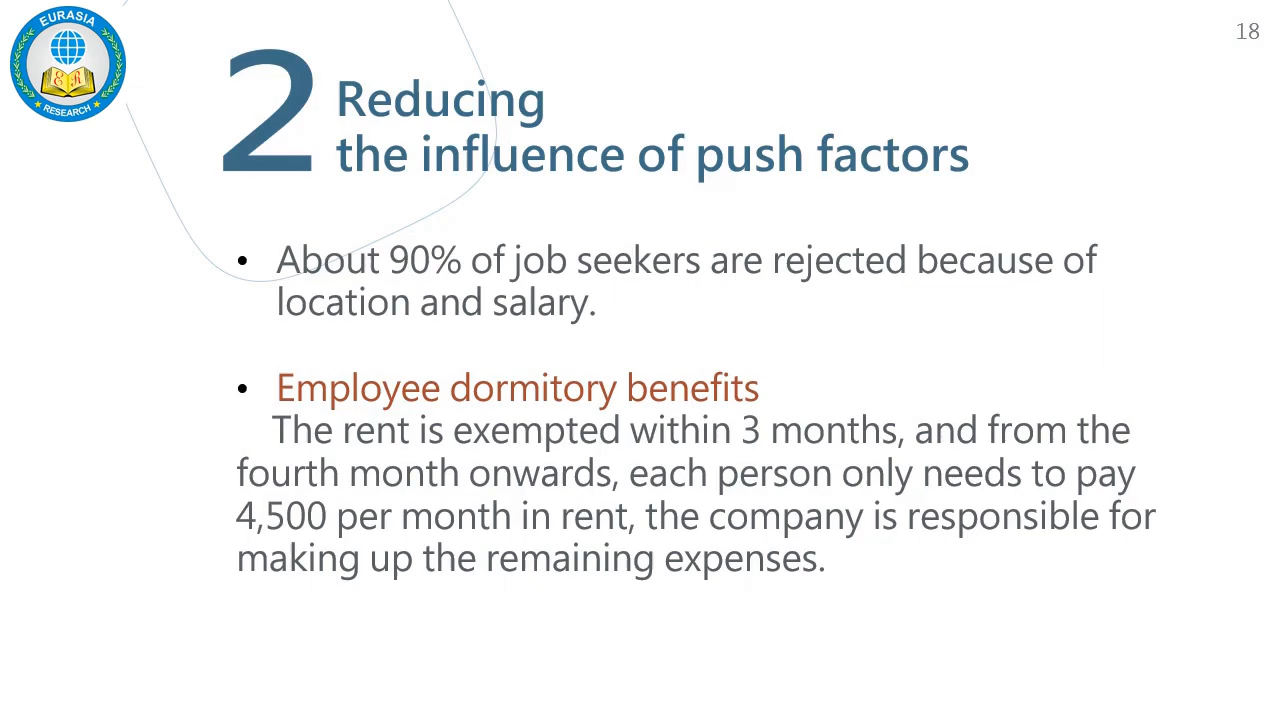 EURASIA
ER
RESEARCH
18
2
Reducing
the influence of push factors
• About 90% of job seekers are rejected because of
location and salary.
• Employee dormitory benefits
The rent is exempted within 3 months, and from the
fourth month onwards, each person only needs to pay
4,500 per month in rent, the company is responsible for
making up the remaining expenses.